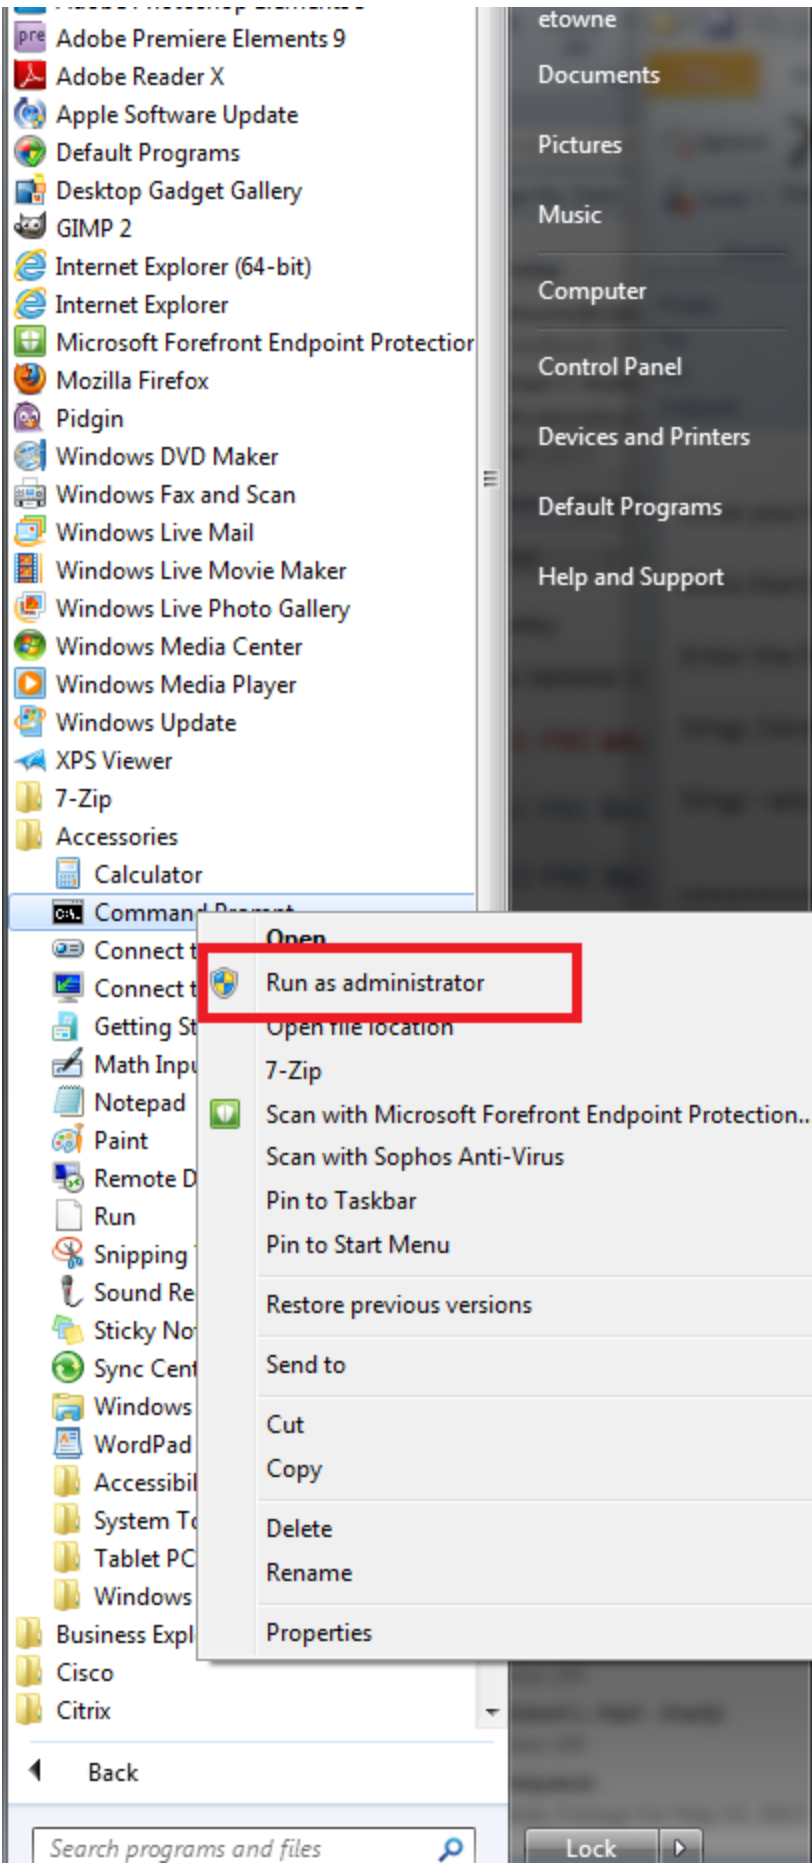 pre Adobe Premiere Elements 9
Adobe Reader X
Apple Software Update
Default Programs
Desktop Gadget Gallery
GIMP 2
Internet Explorer (64-bit)
Internet Explorer
Microsoft Forefront Endpoint Protection
Mozilla Firefox
Pidgin
Windows DVD Maker
Windows Fax and Scan
Windows Live Mail
Windows Live Movie Maker
Windows Live Photo Gallery
Windows Media Center
Windows Media Player
Windows Update
XPS Viewer
7-Zip
Accessories
Calculator
C:\. Command Prompt
Connect t
Connect t
Getting St
Math Inpu
Notepad
Paint
Remote D
Run
Snipping
Sound Re
Sticky No
Sync Cent
Windows
WordPad
Accessibil
System To
Tablet PC
Windows
Business Expl
Cisco
Citrix
Back
Search programs and files
etowne
Documents
Pictures
Music
Computer
Control Panel
Devices and Printers
Default Programs
Help and Support
Open
Run as administrator
Open file location
7-Zip
Scan with Microsoft Forefront Endpoint Protection...
Scan with Sophos Anti-Virus
Pin to Taskbar
Pin to Start Menu
Restore previous versions
Send to
Cut
Copy
Delete
Rename
Properties
Lock